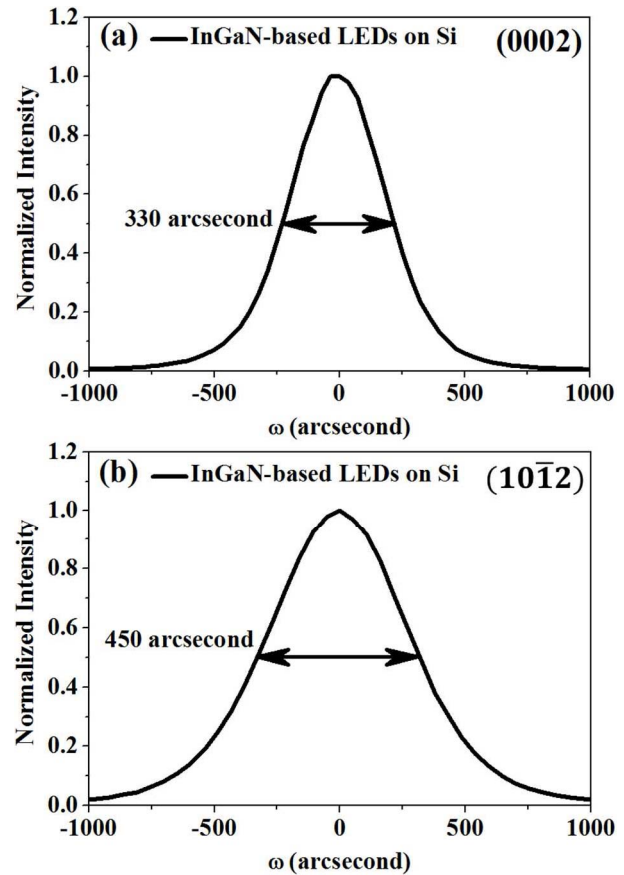 (a)
InGaN-based LEDs on Si
(0002)
1.2
1.0
0.8
0.6
0.4
0.2
0.0
Normalized Intensity
330 arcsecond
-1000
-500
0
500
1000
ω (arcsecond)
(b)
InGaN-based LEDs on Si
(101̅2)
1.2
1.0
0.8
0.6
0.4
0.2
0.0
Normalized Intensity
450 arcsecond
-1000
-500
0
500
1000
ω (arcsecond)